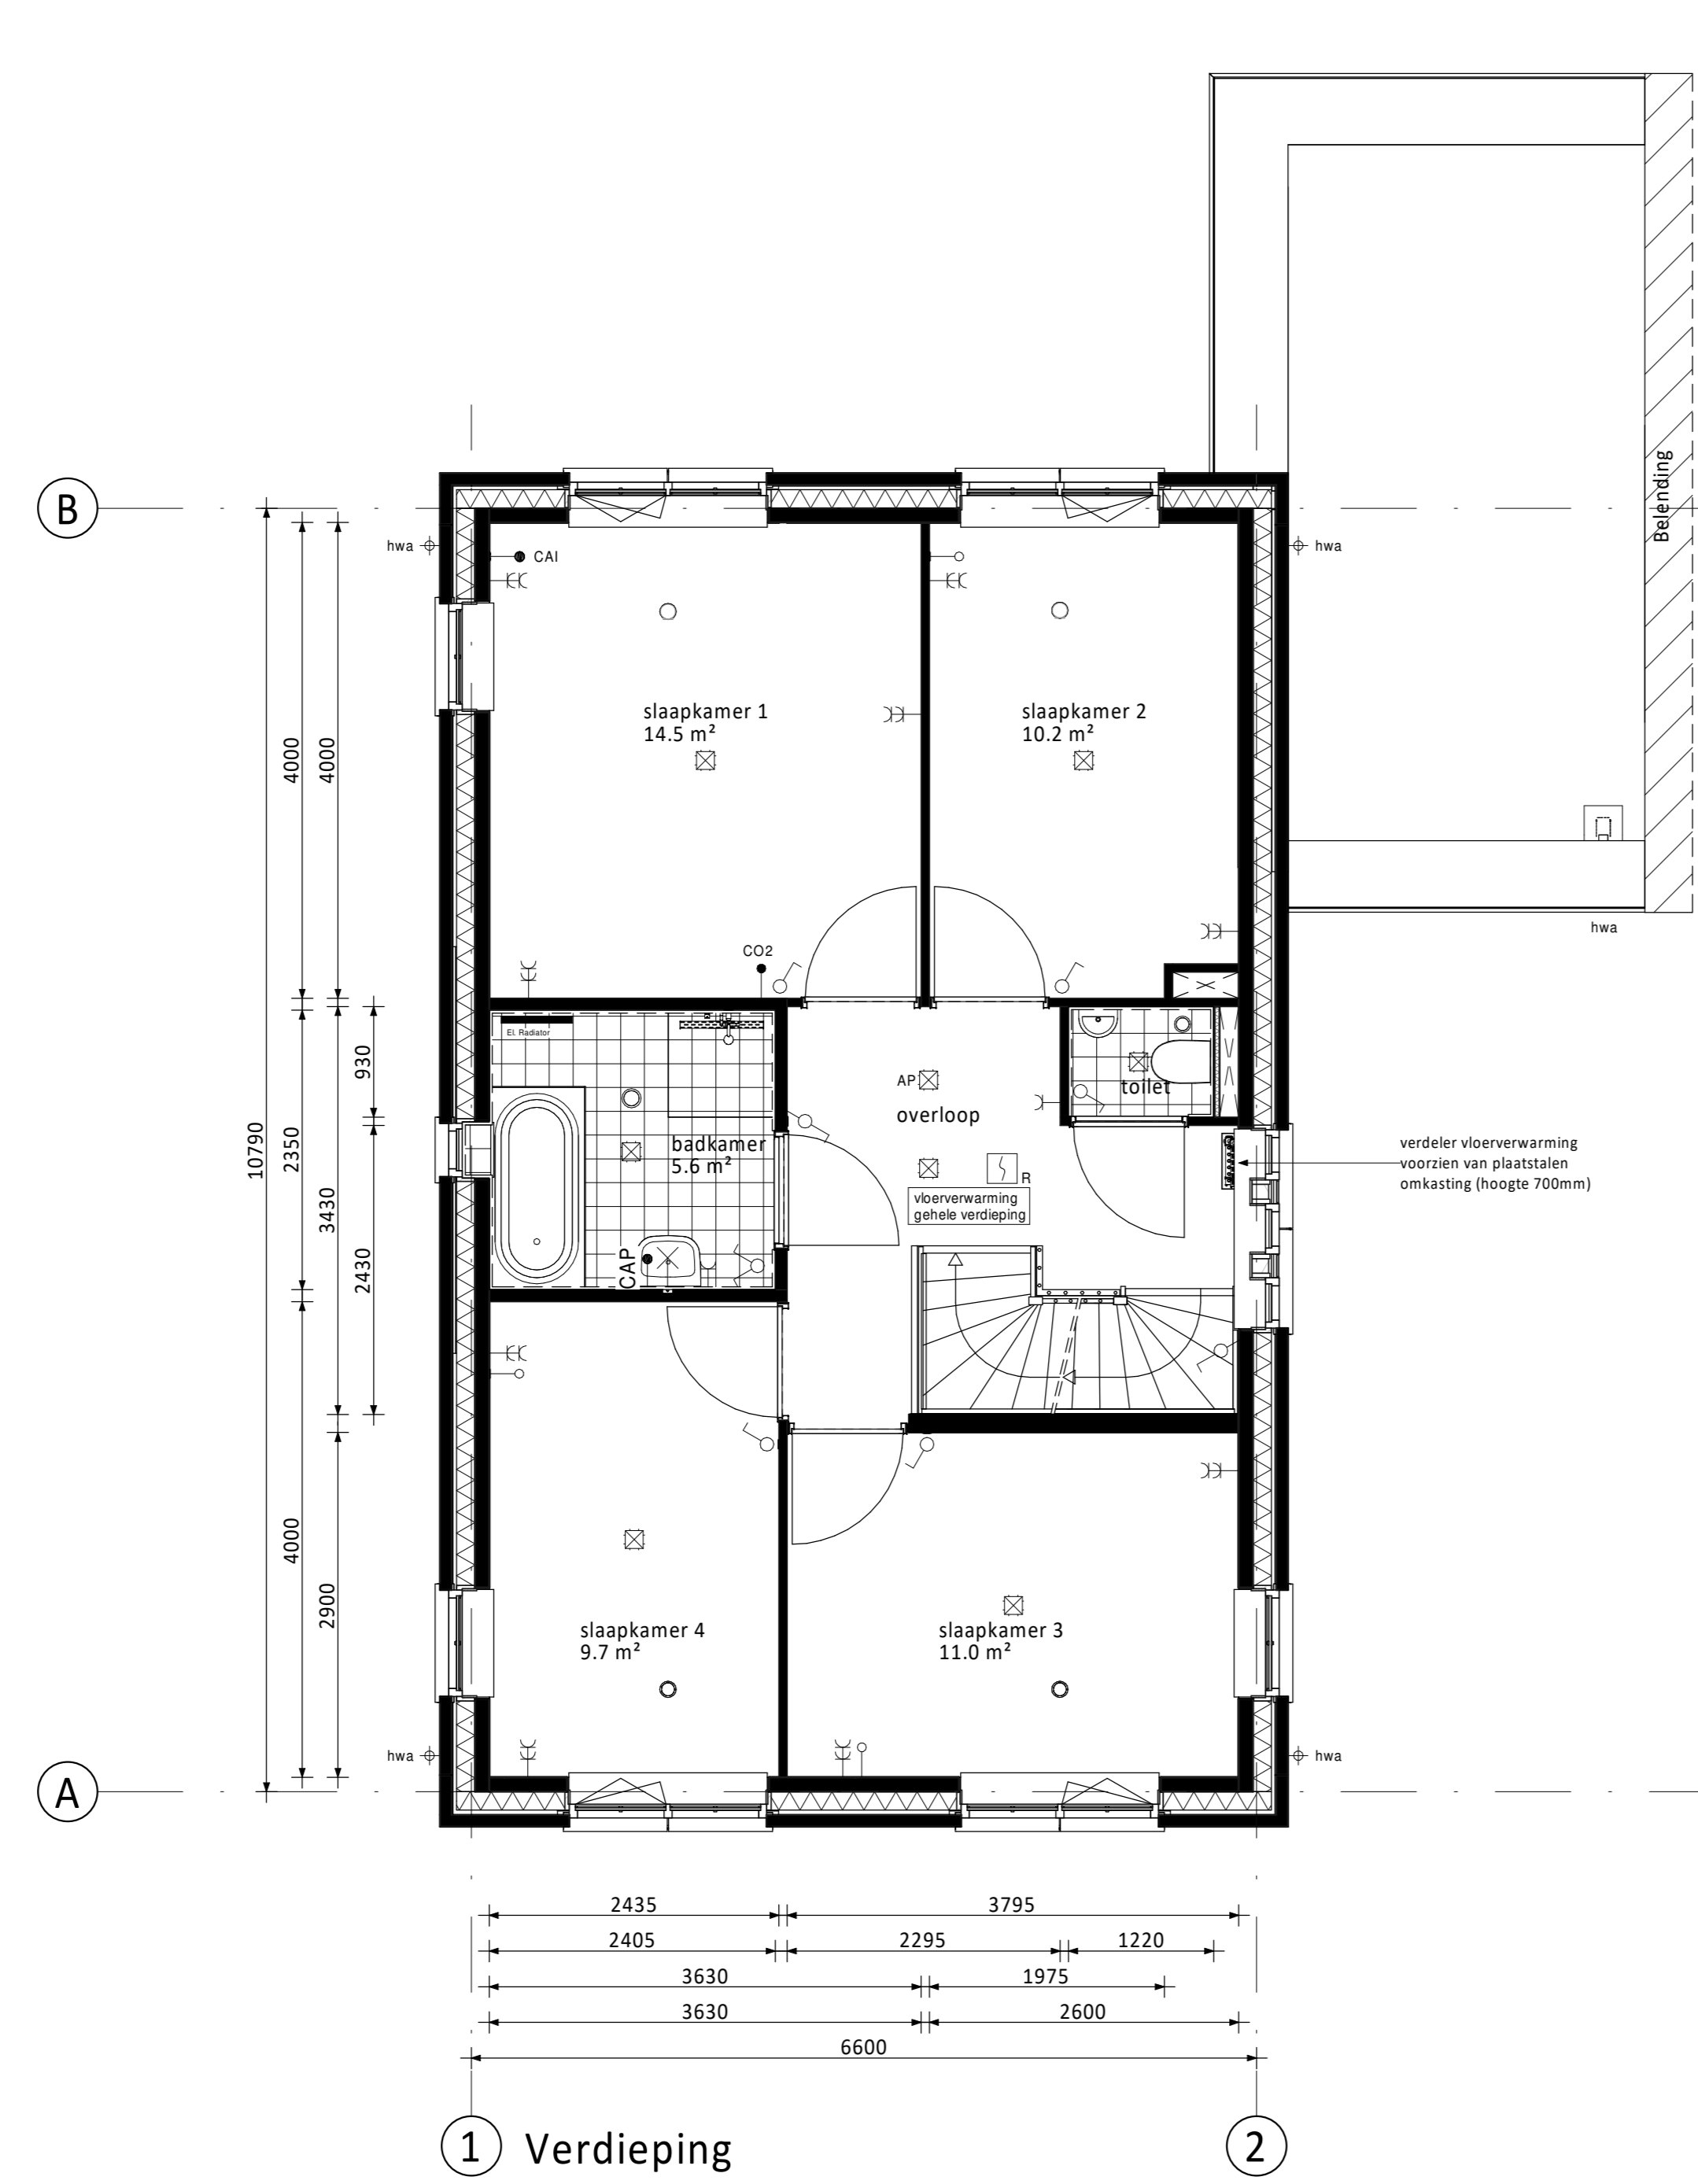 Belending
B
hwa
CAI
hwa
slaapkamer 1
14.5 m²
slaapkamer 2
10.2 m²
4000
4000
hwa
CO2
El. Radiator
930
AP
toilet
overloop
10790
2350
badkamer
5.6 m²
verdeler vloerverwarming
voorzien van plaatstalen
omkasting (hoogte 700mm)
R
vloerverwarming
gehele verdieping
3430
2430
CAP
4000
2900
slaapkamer 4
9.7 m²
slaapkamer 3
11.0 m²
hwa
hwa
A
2435
3795
2405
2295
1220
3630
1975
3630
2600
6600
1
Verdieping
2